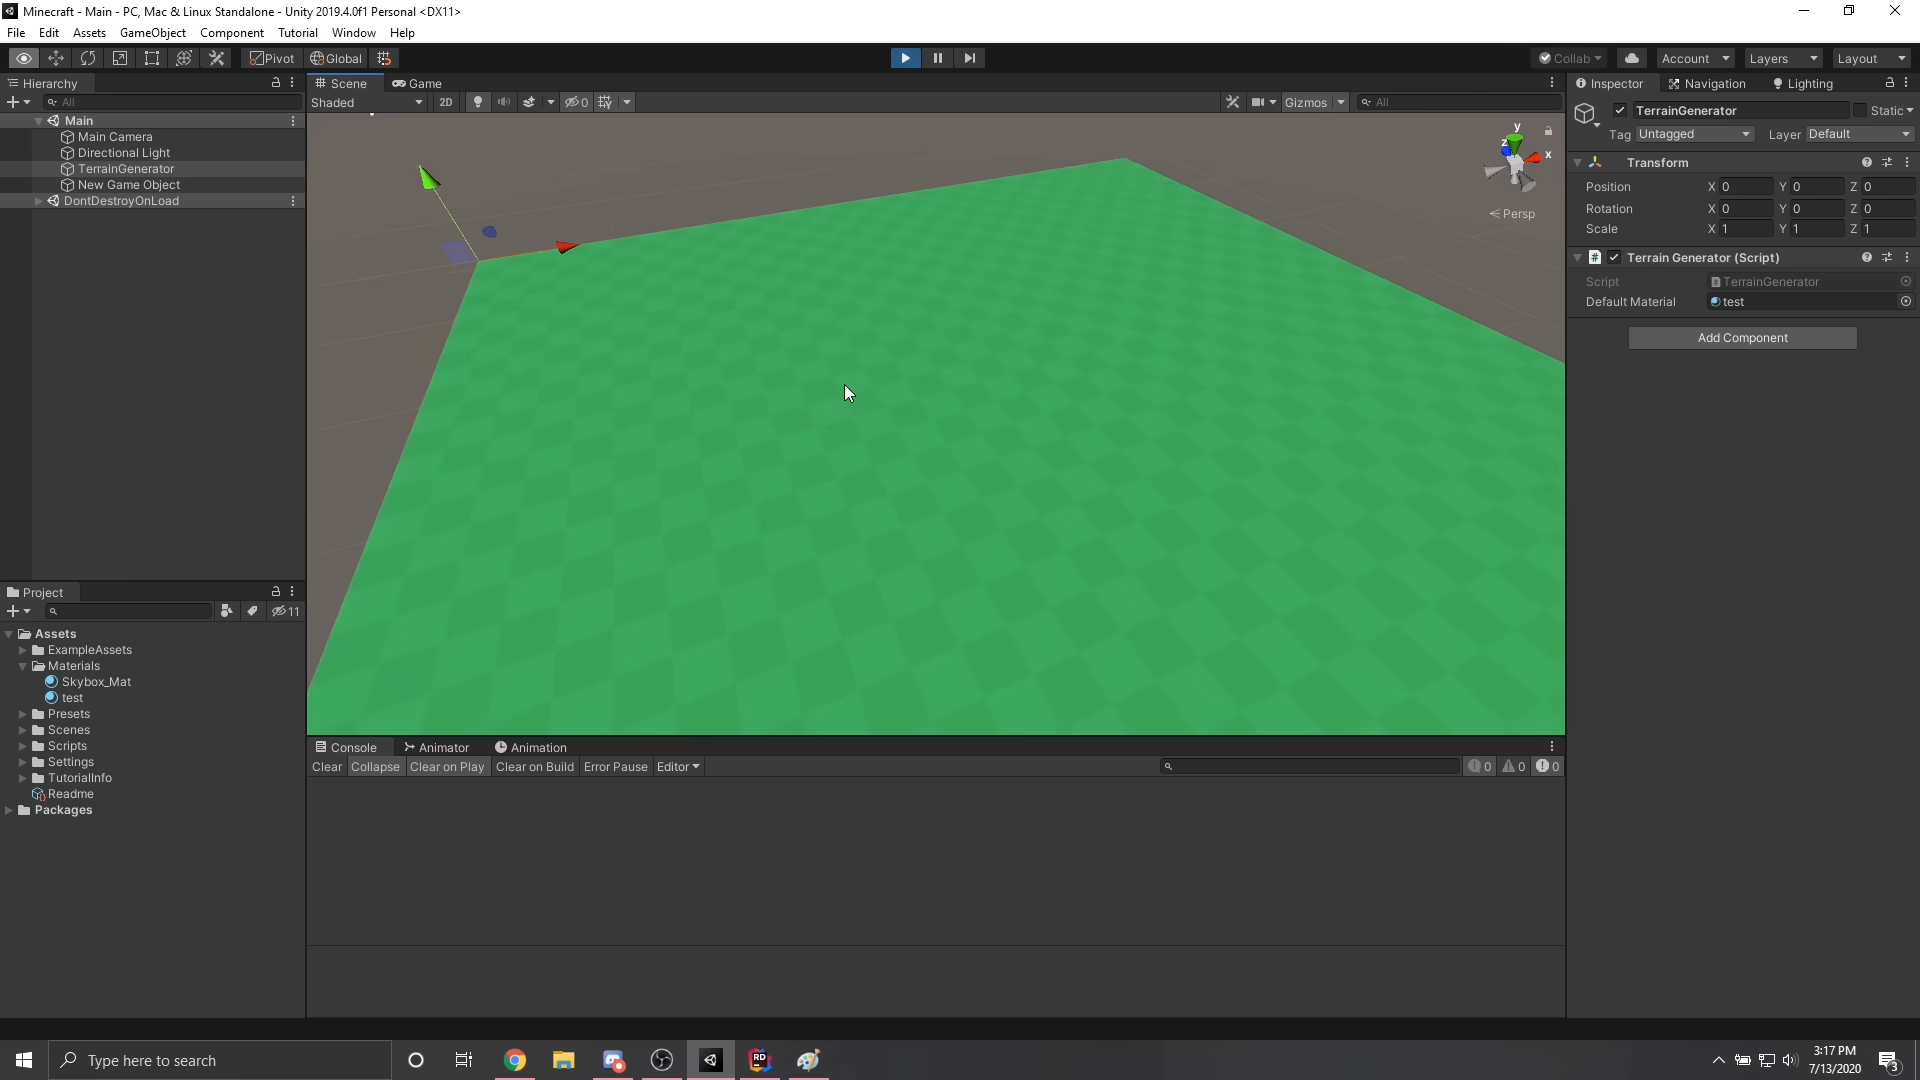 Minecraft - Main - PC, Mac & Linux Standalone - Unity 2019.4.0f1 Personal <DX11>
File Edit Assets GameObject Component Tutorial Window Help
Pivot Global Collab Account Layers Layout
Hierarchy
All
Main
Main Camera
Directional Light
TerrainGenerator
New Game Object
DontDestroyOnLoad
Scene Game
Shaded 2D 0 Gizmos All
y
z
x
Persp
Inspector Navigation Lighting
TerrainGenerator Static
Tag Untagged Layer Default
Transform
Position X 0 Y 0 Z 0
Rotation X 0 Y 0 Z 0
Scale X 1 Y 1 Z 1
# Terrain Generator (Script)
Script TerrainGenerator
Default Material test
Add Component
Project
11
Assets
ExampleAssets
Materials
Skybox_Mat
test
Presets
Scenes
Scripts
Settings
TutorialInfo
Readme
Packages
Console Animator Animation
Clear Collapse Clear on Play Clear on Build Error Pause Editor 0 0 0
Type here to search
RD
3:17 PM
7/13/2020
3